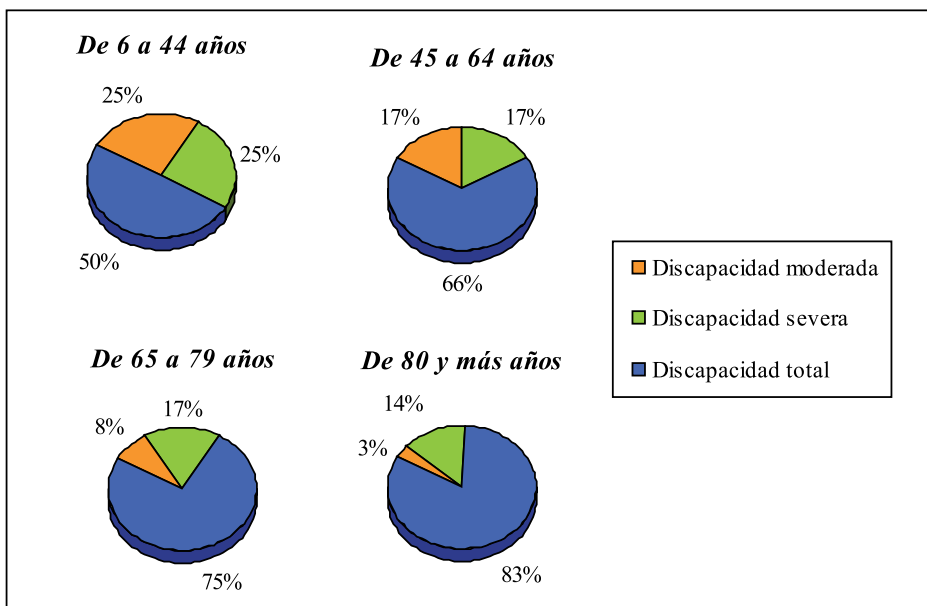 De 6 a 44 años
25%
25%
50%
De 45 a 64 años
17%
17%
66%
Discapacidad moderada
Discapacidad severa
Discapacidad total
De 65 a 79 años
17%
8%
75%
De 80 y más años
14%
3%
83%